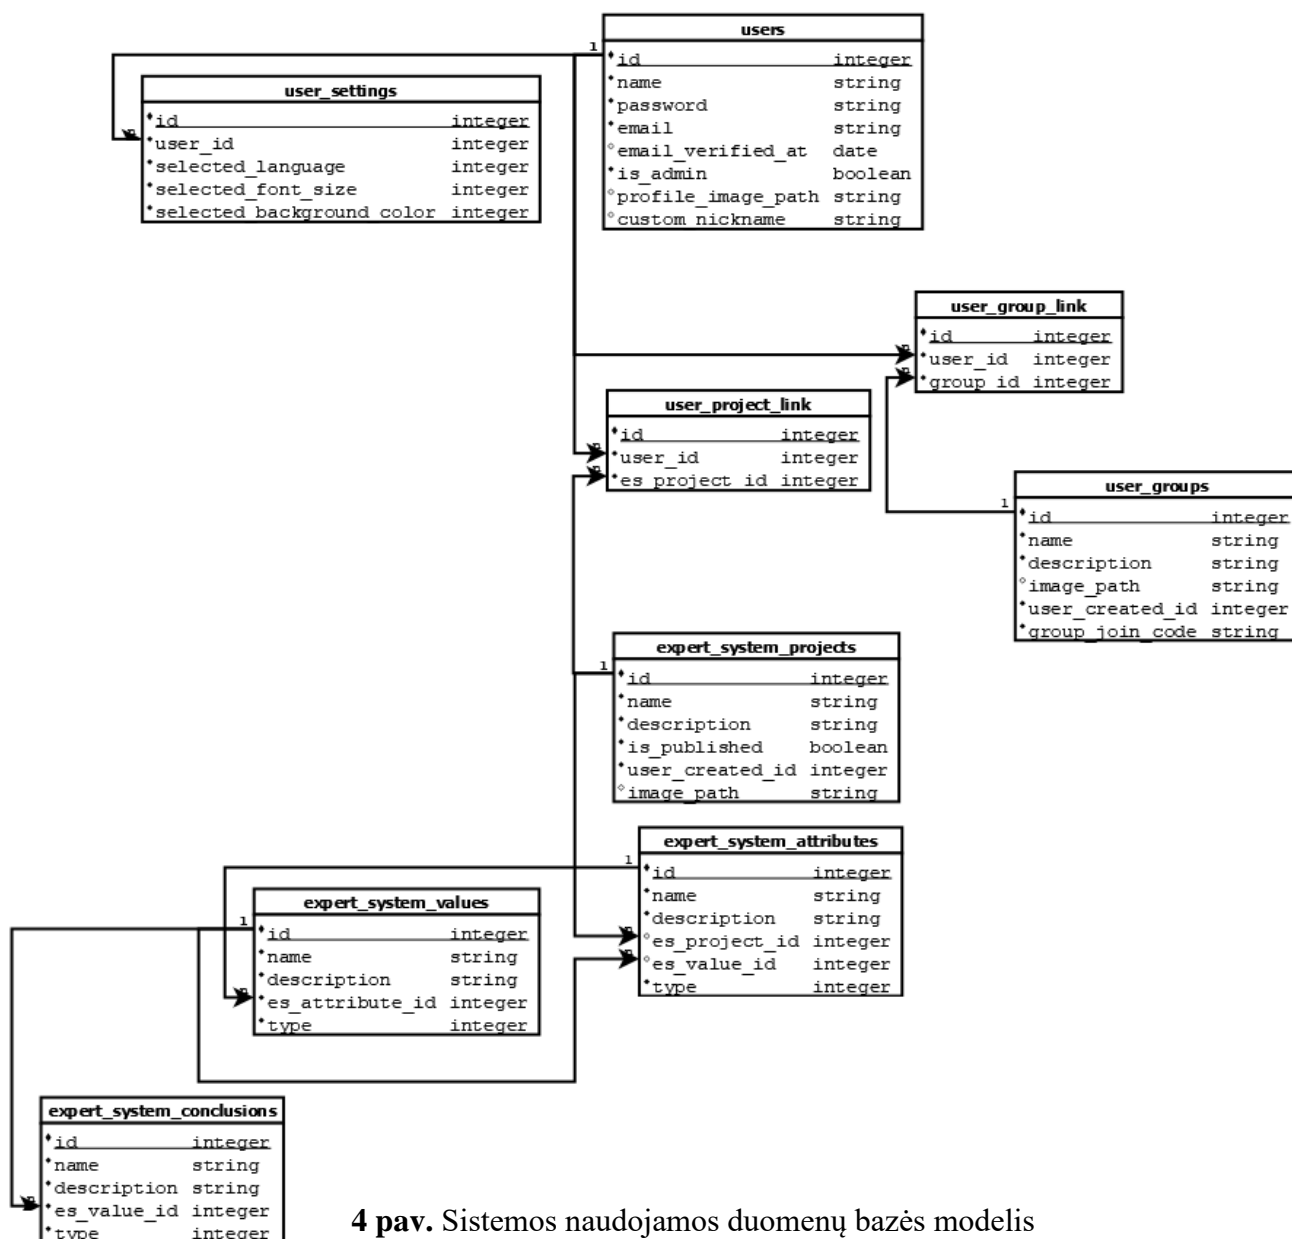 users
id integer
name string
password string
email string
email_verified_at date
is_admin boolean
profile_image_path string
custom_nickname string
1
user_settings
id integer
user_id integer
selected_language integer
selected_font_size integer
selected_background_color integer
user_group_link
id integer
user_id integer
group_id integer
user_project_link
id integer
user_id integer
es_project_id integer
user_groups
1
id integer
name string
description string
image_path string
user_created_id integer
group_join_code string
expert_system_projects
1
id integer
name string
description string
is_published boolean
user_created_id integer
image_path string
expert_system_attributes
1
id integer
name string
description string
es_project_id integer
es_value_id integer
type integer
expert_system_values
1
id integer
name string
description string
es_attribute_id integer
type integer
expert_system_conclusions
id integer
name string
description string
es_value_id integer
type integer
4 pav. Sistemos naudojamos duomenų bazės modelis